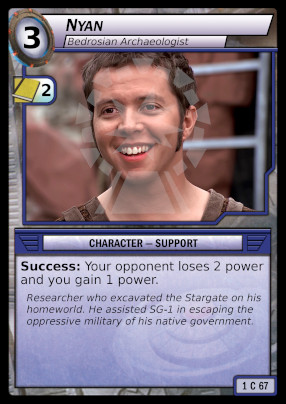 3
NYAN
Bedrosian Archaeologist
2
CHARACTER – SUPPORT
Success: Your opponent loses 2 power
and you gain 1 power.
Researcher who excavated the Stargate on his
homeworld. He assisted SG-1 in escaping the
oppressive military of his native government.
1 C 67